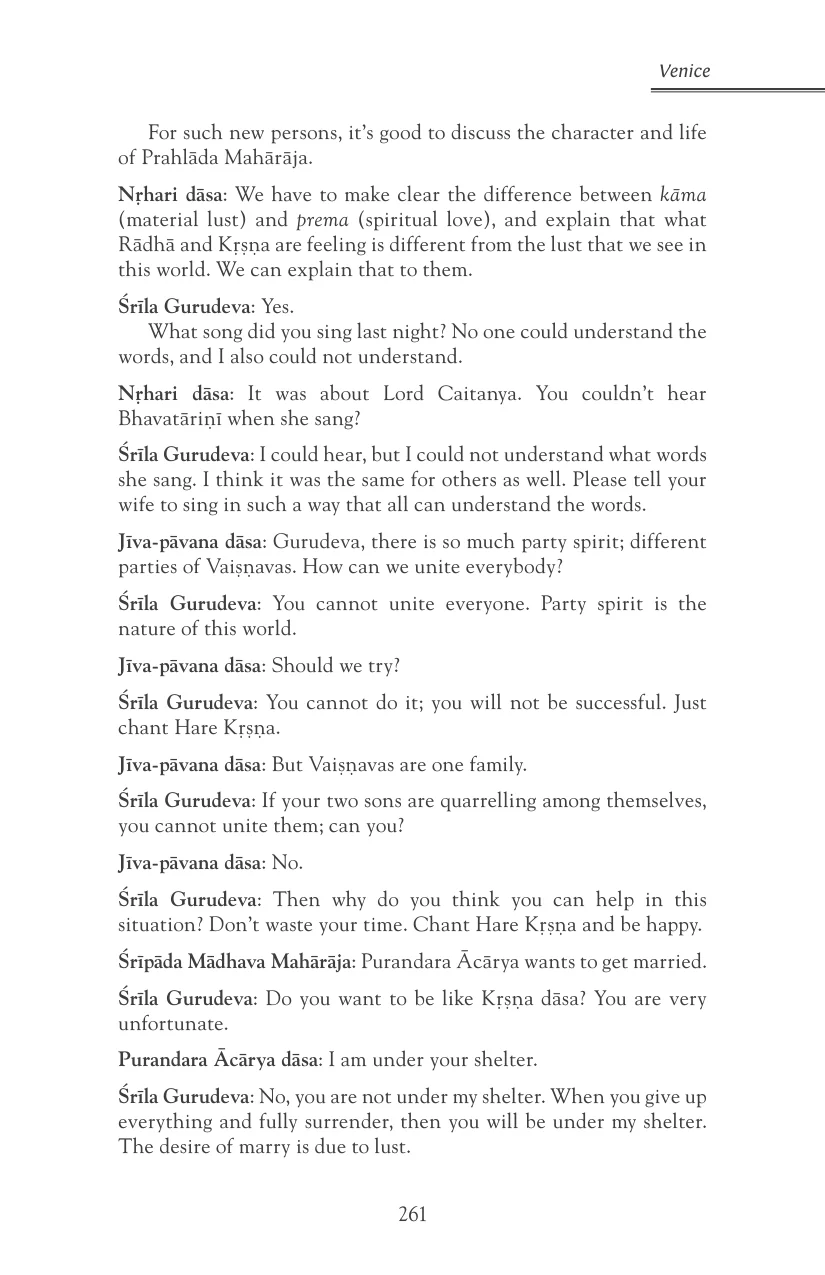 Venice
For such new persons, it's good to discuss the character and life
of Prahlāda Mahārāja.
Nṛhari dāsa: We have to make clear the difference between kāma
(material lust) and prema (spiritual love), and explain that what
Rādhā and Kṛṣṇa are feeling is different from the lust that we see in
this world. We can explain that to them.
Śrīla Gurudeva: Yes.
What song did you sing last night? No one could understand the
words, and I also could not understand.
Nṛhari dāsa: It was about Lord Caitanya. You couldn't hear
Bhavatāriṇī when she sang?
Śrīla Gurudeva: I could hear, but I could not understand what words
she sang. I think it was the same for others as well. Please tell your
wife to sing in such a way that all can understand the words.
Jīva-pāvana dāsa: Gurudeva, there is so much party spirit; different
parties of Vaiṣṇavas. How can we unite everybody?
Śrīla Gurudeva: You cannot unite everyone. Party spirit is the
nature of this world.
Jīva-pāvana dāsa: Should we try?
Śrīla Gurudeva: You cannot do it; you will not be successful. Just
chant Hare Kṛṣṇa.
Jīva-pāvana dāsa: But Vaiṣṇavas are one family.
Śrīla Gurudeva: If your two sons are quarrelling among themselves,
you cannot unite them; can you?
Jīva-pāvana dāsa: No.
Śrīla Gurudeva: Then why do you think you can help in this
situation? Don't waste your time. Chant Hare Kṛṣṇa and be happy.
Śrīpāda Mādhava Mahārāja: Purandara Ācārya wants to get married.
Śrīla Gurudeva: Do you want to be like Kṛṣṇa dāsa? You are very
unfortunate.
Purandara Ācārya dāsa: I am under your shelter.
Śrīla Gurudeva: No, you are not under my shelter. When you give up
everything and fully surrender, then you will be under my shelter.
The desire of marry is due to lust.
261